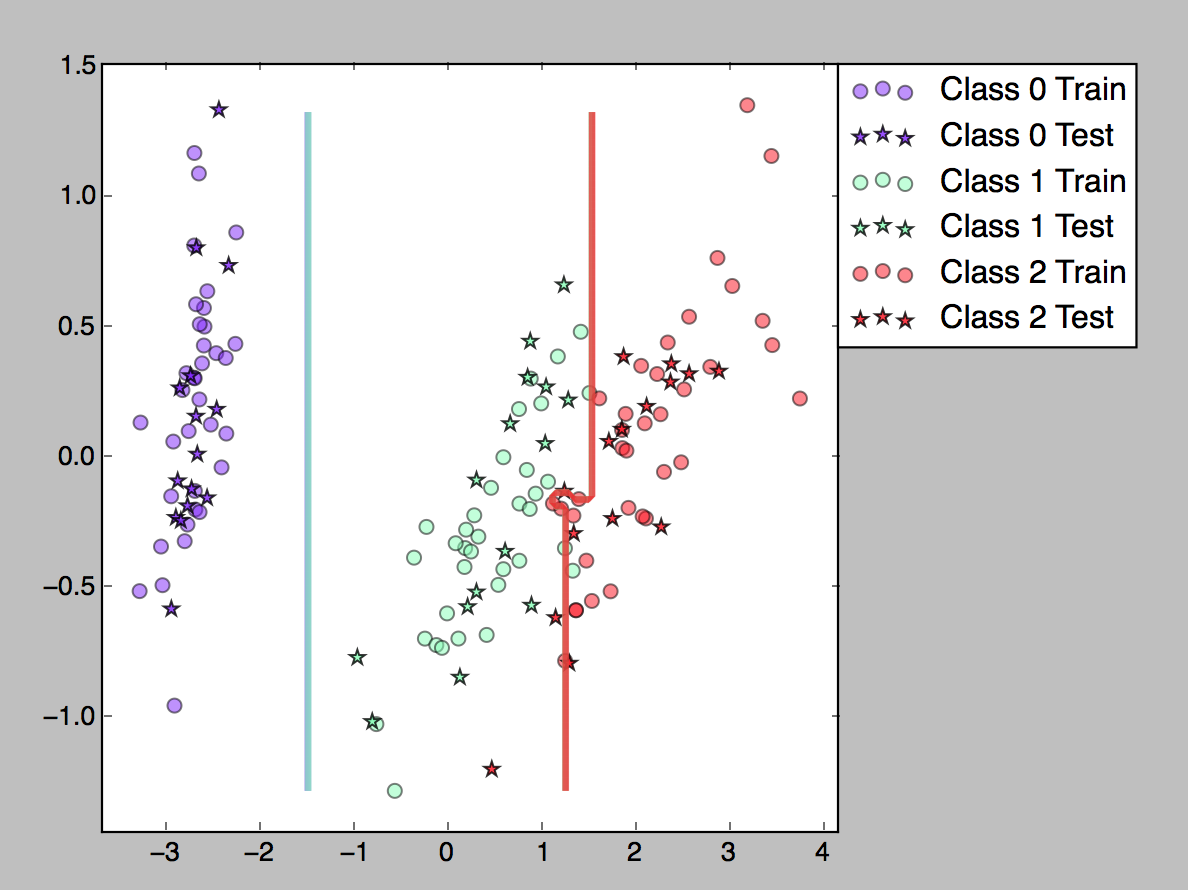 1.5
1.0
0.5
0.0
−0.5
−1.0
−3 −2 −1 0 1 2 3 4
Class 0 Train
Class 0 Test
Class 1 Train
Class 1 Test
Class 2 Train
Class 2 Test